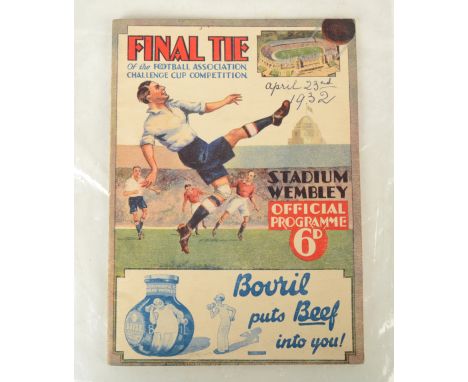 FINAL TIE
Of the FOOTBALL ASSOCIATION
CHALLENGE CUP COMPETITION
April 23rd
1932
STADIUM
WEMBLEY
OFFICIAL
PROGRAMME
6D
Bovril
puts Beef
into you!